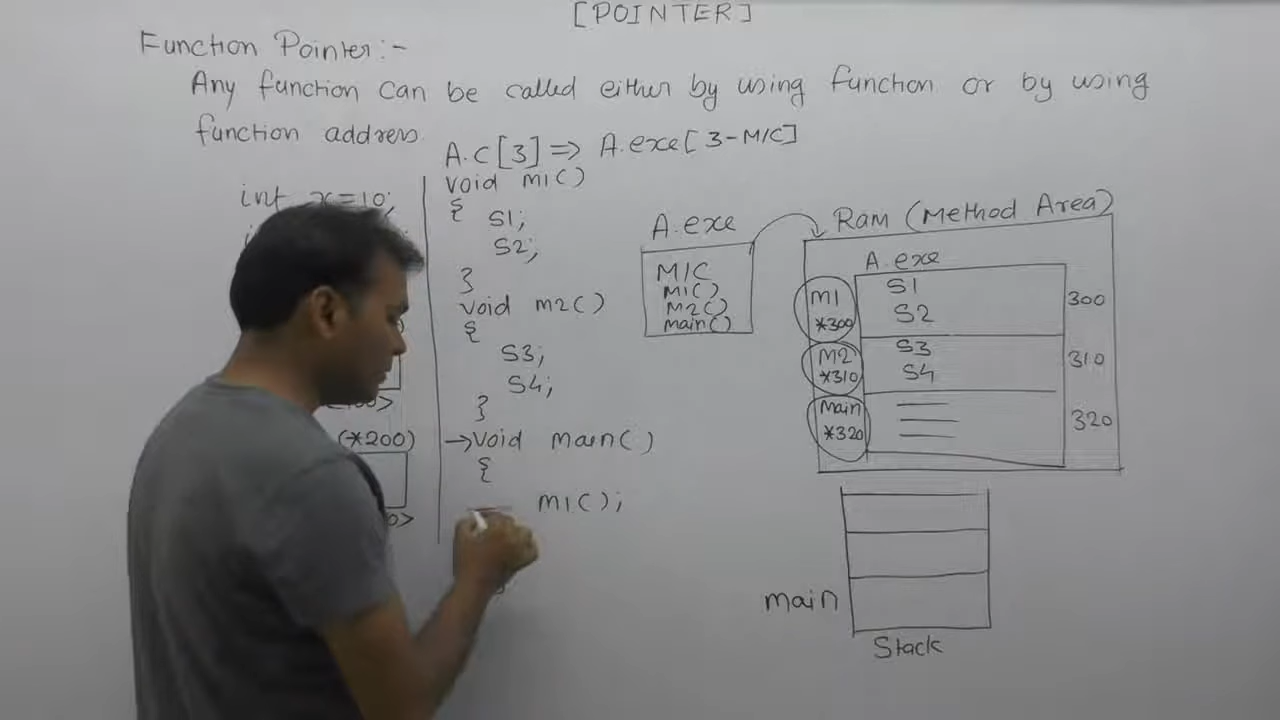 [POINTER]
Function Pointer:-
Any function can be called either by using function or by using
function address.
A.C[3] => A.exe[3-M/C]
int x=10;
(*200)
void m1()
{
S1;
S2;
}
void m2()
{
S3;
S4;
}
→void main()
{
m1();
A.exe
M/C
M1()
M2()
main()
Ram (Method Area)
A.exe
M1
*300
S1
S2
300
M2
*310
S3
S4
310
Main
*320
320
main
Stack